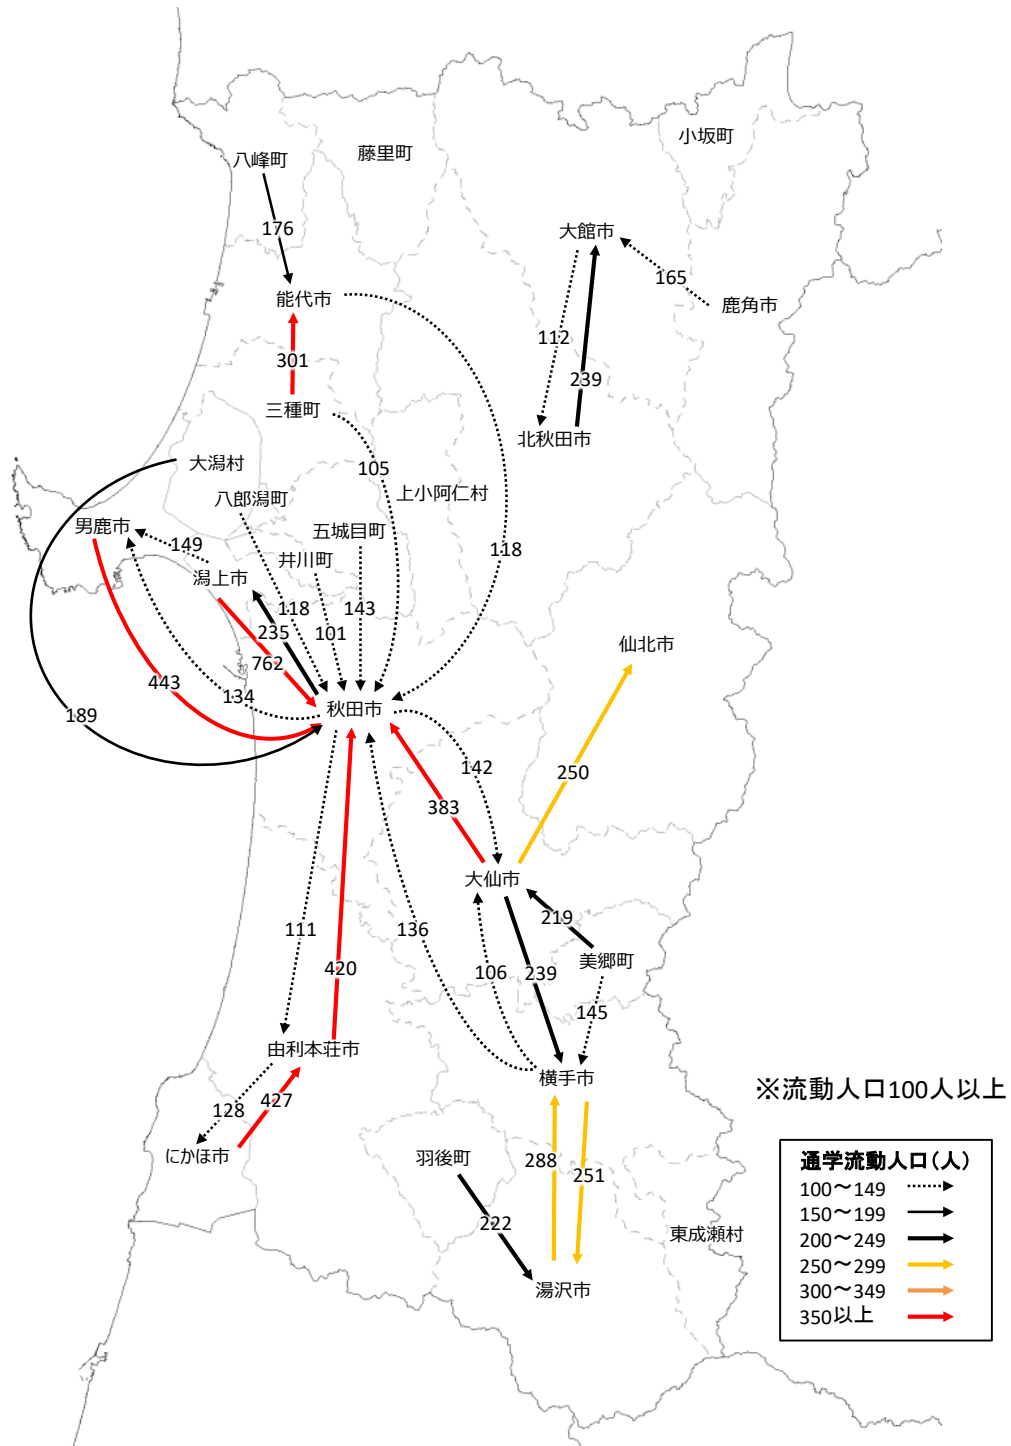 小坂町
藤里町
八峰町
176
大館市
165
鹿角市
能代市
112
301
239
三種町
北秋田市
大潟村
105
八郎潟町
上小阿仁村
男鹿市
五城目町
149
井川町
118
潟上市
118
143
235
101
762
仙北市
443
134
189
秋田市
142
250
383
大仙市
219
111
136
美郷町
420
106
239
145
由利本荘市
横手市
※流動人口100人以上
128
427
にかほ市
羽後町
288
251
222
東成瀬村
湯沢市
通学流動人口(人)
100～149
150～199
200～249
250～299
300～349
350以上